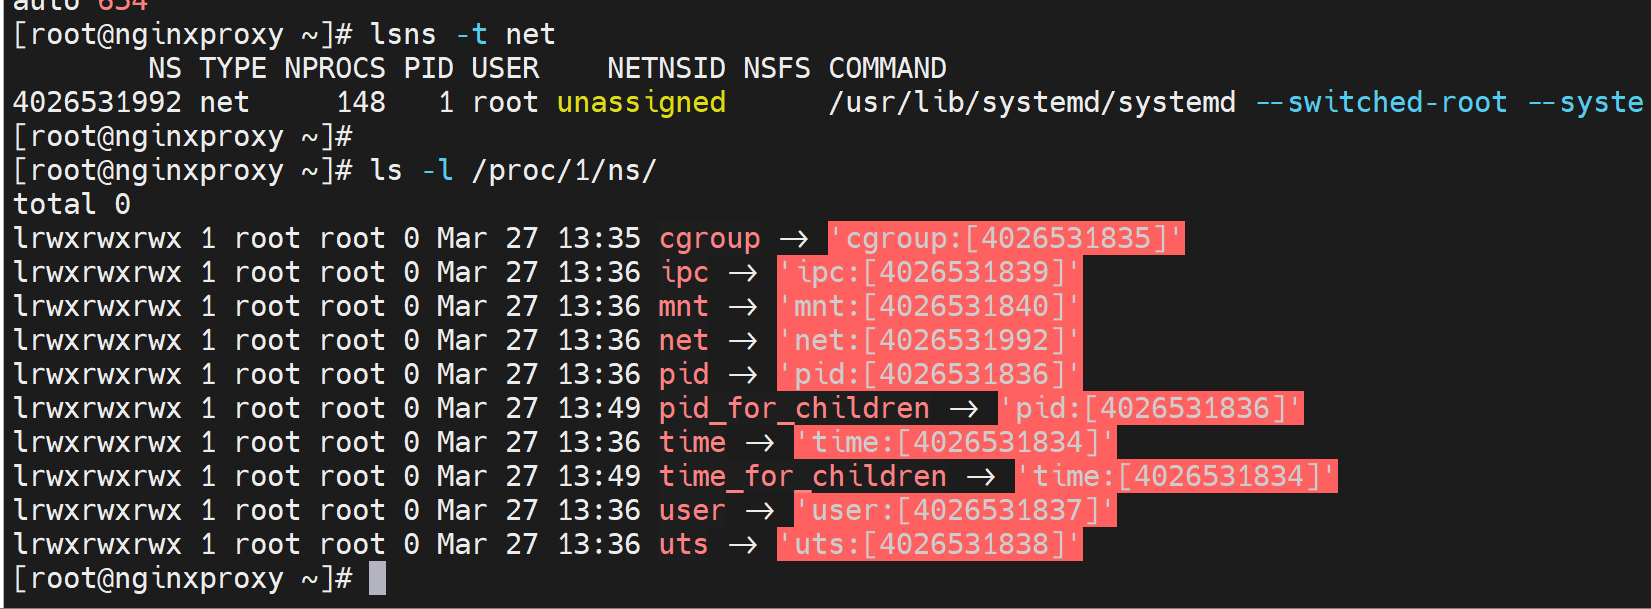 auto 654
[root@nginxproxy ~]# lsns -t net
NS TYPE NPROCS PID USER NETNSID NSFS COMMAND
4026531992 net 148 1 root unassigned /usr/lib/systemd/systemd --switched-root --syste
[root@nginxproxy ~]#
[root@nginxproxy ~]# ls -l /proc/1/ns/
total 0
lrwxrwxrwx 1 root root 0 Mar 27 13:35 cgroup -> 'cgroup:[4026531835]'
lrwxrwxrwx 1 root root 0 Mar 27 13:36 ipc -> 'ipc:[4026531839]'
lrwxrwxrwx 1 root root 0 Mar 27 13:36 mnt -> 'mnt:[4026531840]'
lrwxrwxrwx 1 root root 0 Mar 27 13:36 net -> 'net:[4026531992]'
lrwxrwxrwx 1 root root 0 Mar 27 13:36 pid -> 'pid:[4026531836]'
lrwxrwxrwx 1 root root 0 Mar 27 13:49 pid_for_children -> 'pid:[4026531836]'
lrwxrwxrwx 1 root root 0 Mar 27 13:36 time -> 'time:[4026531834]'
lrwxrwxrwx 1 root root 0 Mar 27 13:49 time_for_children -> 'time:[4026531834]'
lrwxrwxrwx 1 root root 0 Mar 27 13:36 user -> 'user:[4026531837]'
lrwxrwxrwx 1 root root 0 Mar 27 13:36 uts -> 'uts:[4026531838]'
[root@nginxproxy ~]#